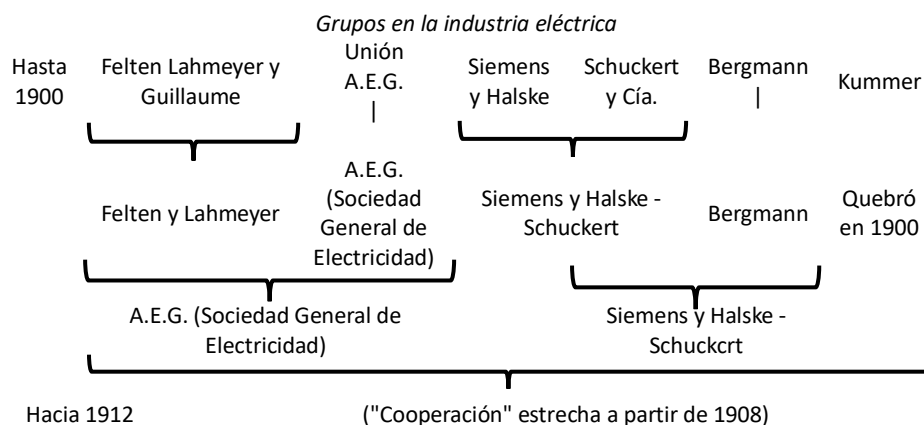 Grupos en la industria eléctrica
Hasta 1900
Felten Lahmeyer y Guillaume
Unión A.E.G.
|
Siemens y Halske
Schuckert y Cía.
Bergmann
|
Kummer
Felten y Lahmeyer
A.E.G. (Sociedad General de Electricidad)
Siemens y Halske - Schuckert
Bergmann
Quebró en 1900
A.E.G. (Sociedad General de Electricidad)
Siemens y Halske - Schuckcrt
Hacia 1912
("Cooperación" estrecha a partir de 1908)